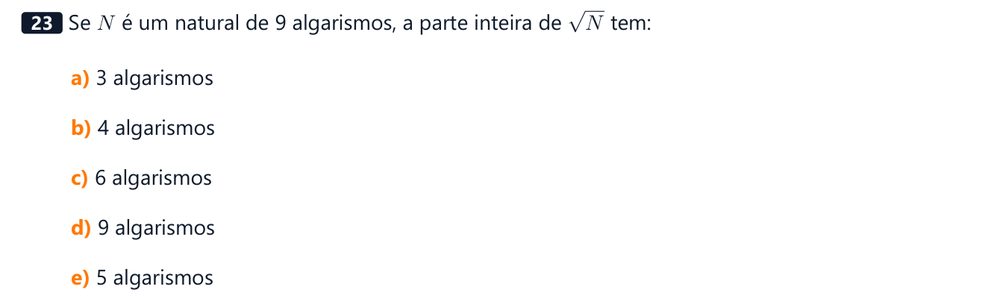 23 Se N é um natural de 9 algarismos, a parte inteira de √N tem:
a) 3 algarismos
b) 4 algarismos
c) 6 algarismos
d) 9 algarismos
e) 5 algarismos